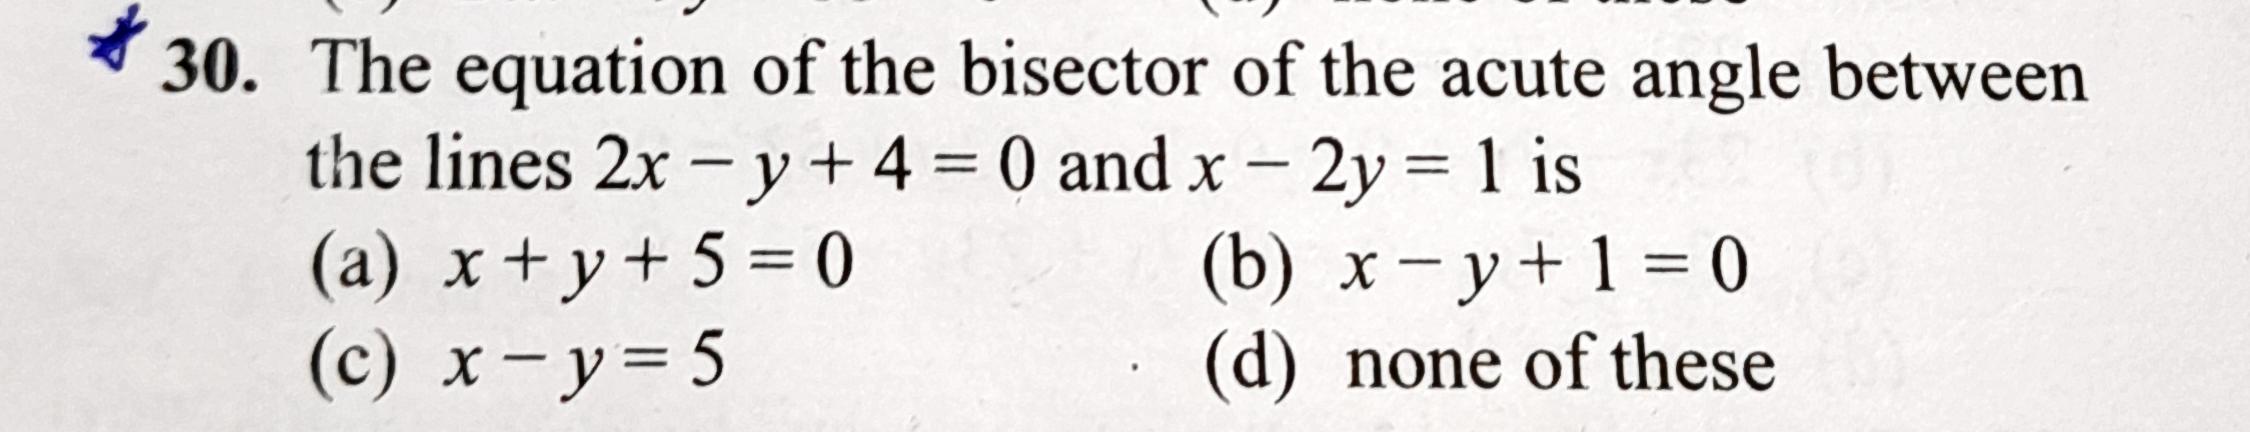 30. The equation of the bisector of the acute angle between
the lines 2x − y + 4 = 0 and x − 2y = 1 is
(a) x + y + 5 = 0 (b) x − y + 1 = 0
(c) x − y = 5 (d) none of these